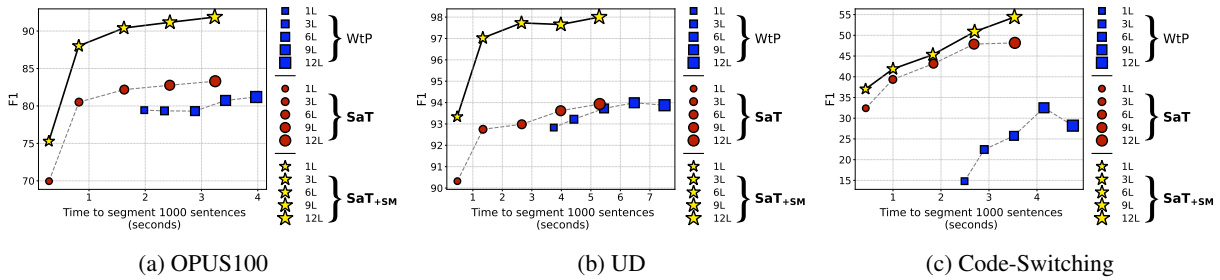 90
85
80
75
70
F1
1
2
3
4
Time to segment 1000 sentences
(seconds)
1L
3L
6L
9L
12L
WtP
1L
3L
6L
9L
12L
SaT
1L
3L
6L
9L
12L
SaT+SM
(a) OPUS100
98
97
96
95
94
93
92
91
90
F1
1
2
3
4
5
6
7
Time to segment 1000 sentences
(seconds)
1L
3L
6L
9L
12L
WtP
1L
3L
6L
9L
12L
SaT
1L
3L
6L
9L
12L
SaT+SM
(b) UD
55
50
45
40
35
30
25
20
15
F1
1
2
3
4
Time to segment 1000 sentences
(seconds)
1L
3L
6L
9L
12L
WtP
1L
3L
6L
9L
12L
SaT
1L
3L
6L
9L
12L
SaT+SM
(c) Code-Switching